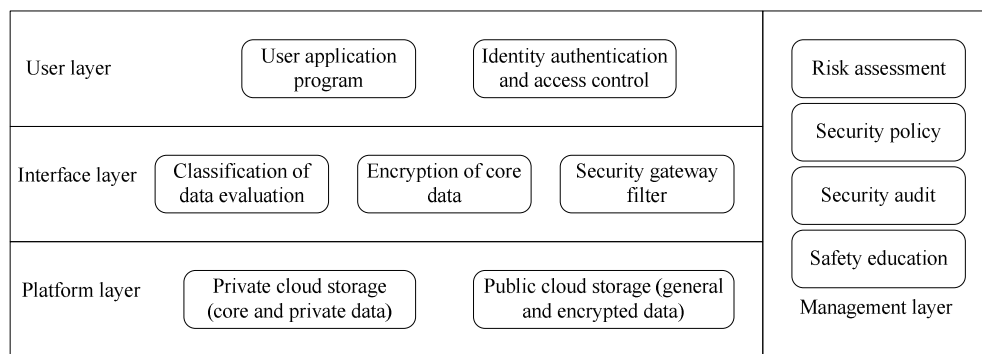 User layer
User application
program
Identity authentication
and access control
Interface layer
Classification of
data evaluation
Encryption of core
data
Security gateway
filter
Platform layer
Private cloud storage
(core and private data)
Public cloud storage (general
and encrypted data)
Risk assessment
Security policy
Security audit
Safety education
Management layer